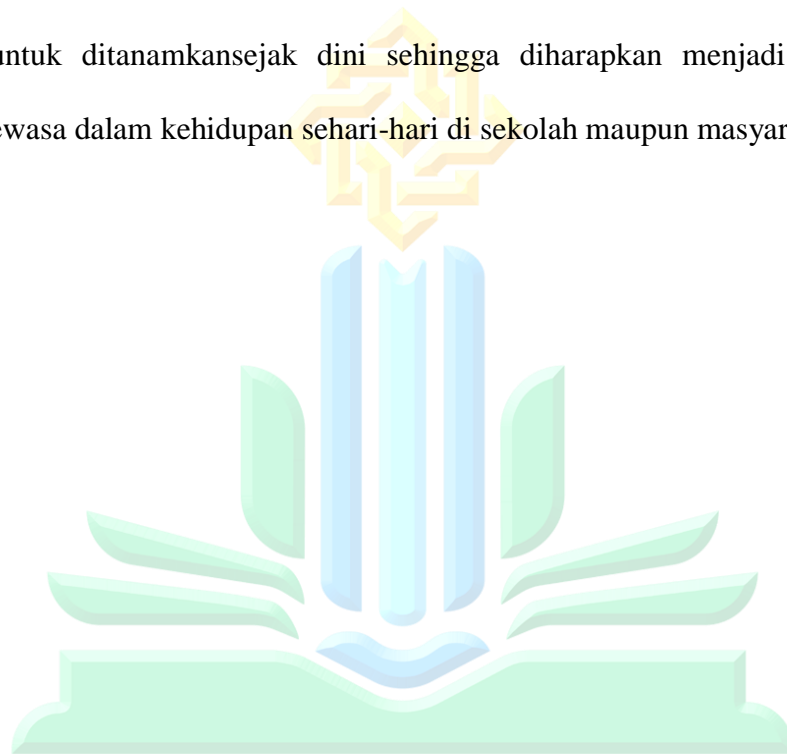 untuk ditanamkansejak dini sehingga diharapkan menjadi
ewasa dalam kehidupan sehari-hari di sekolah maupun masyar